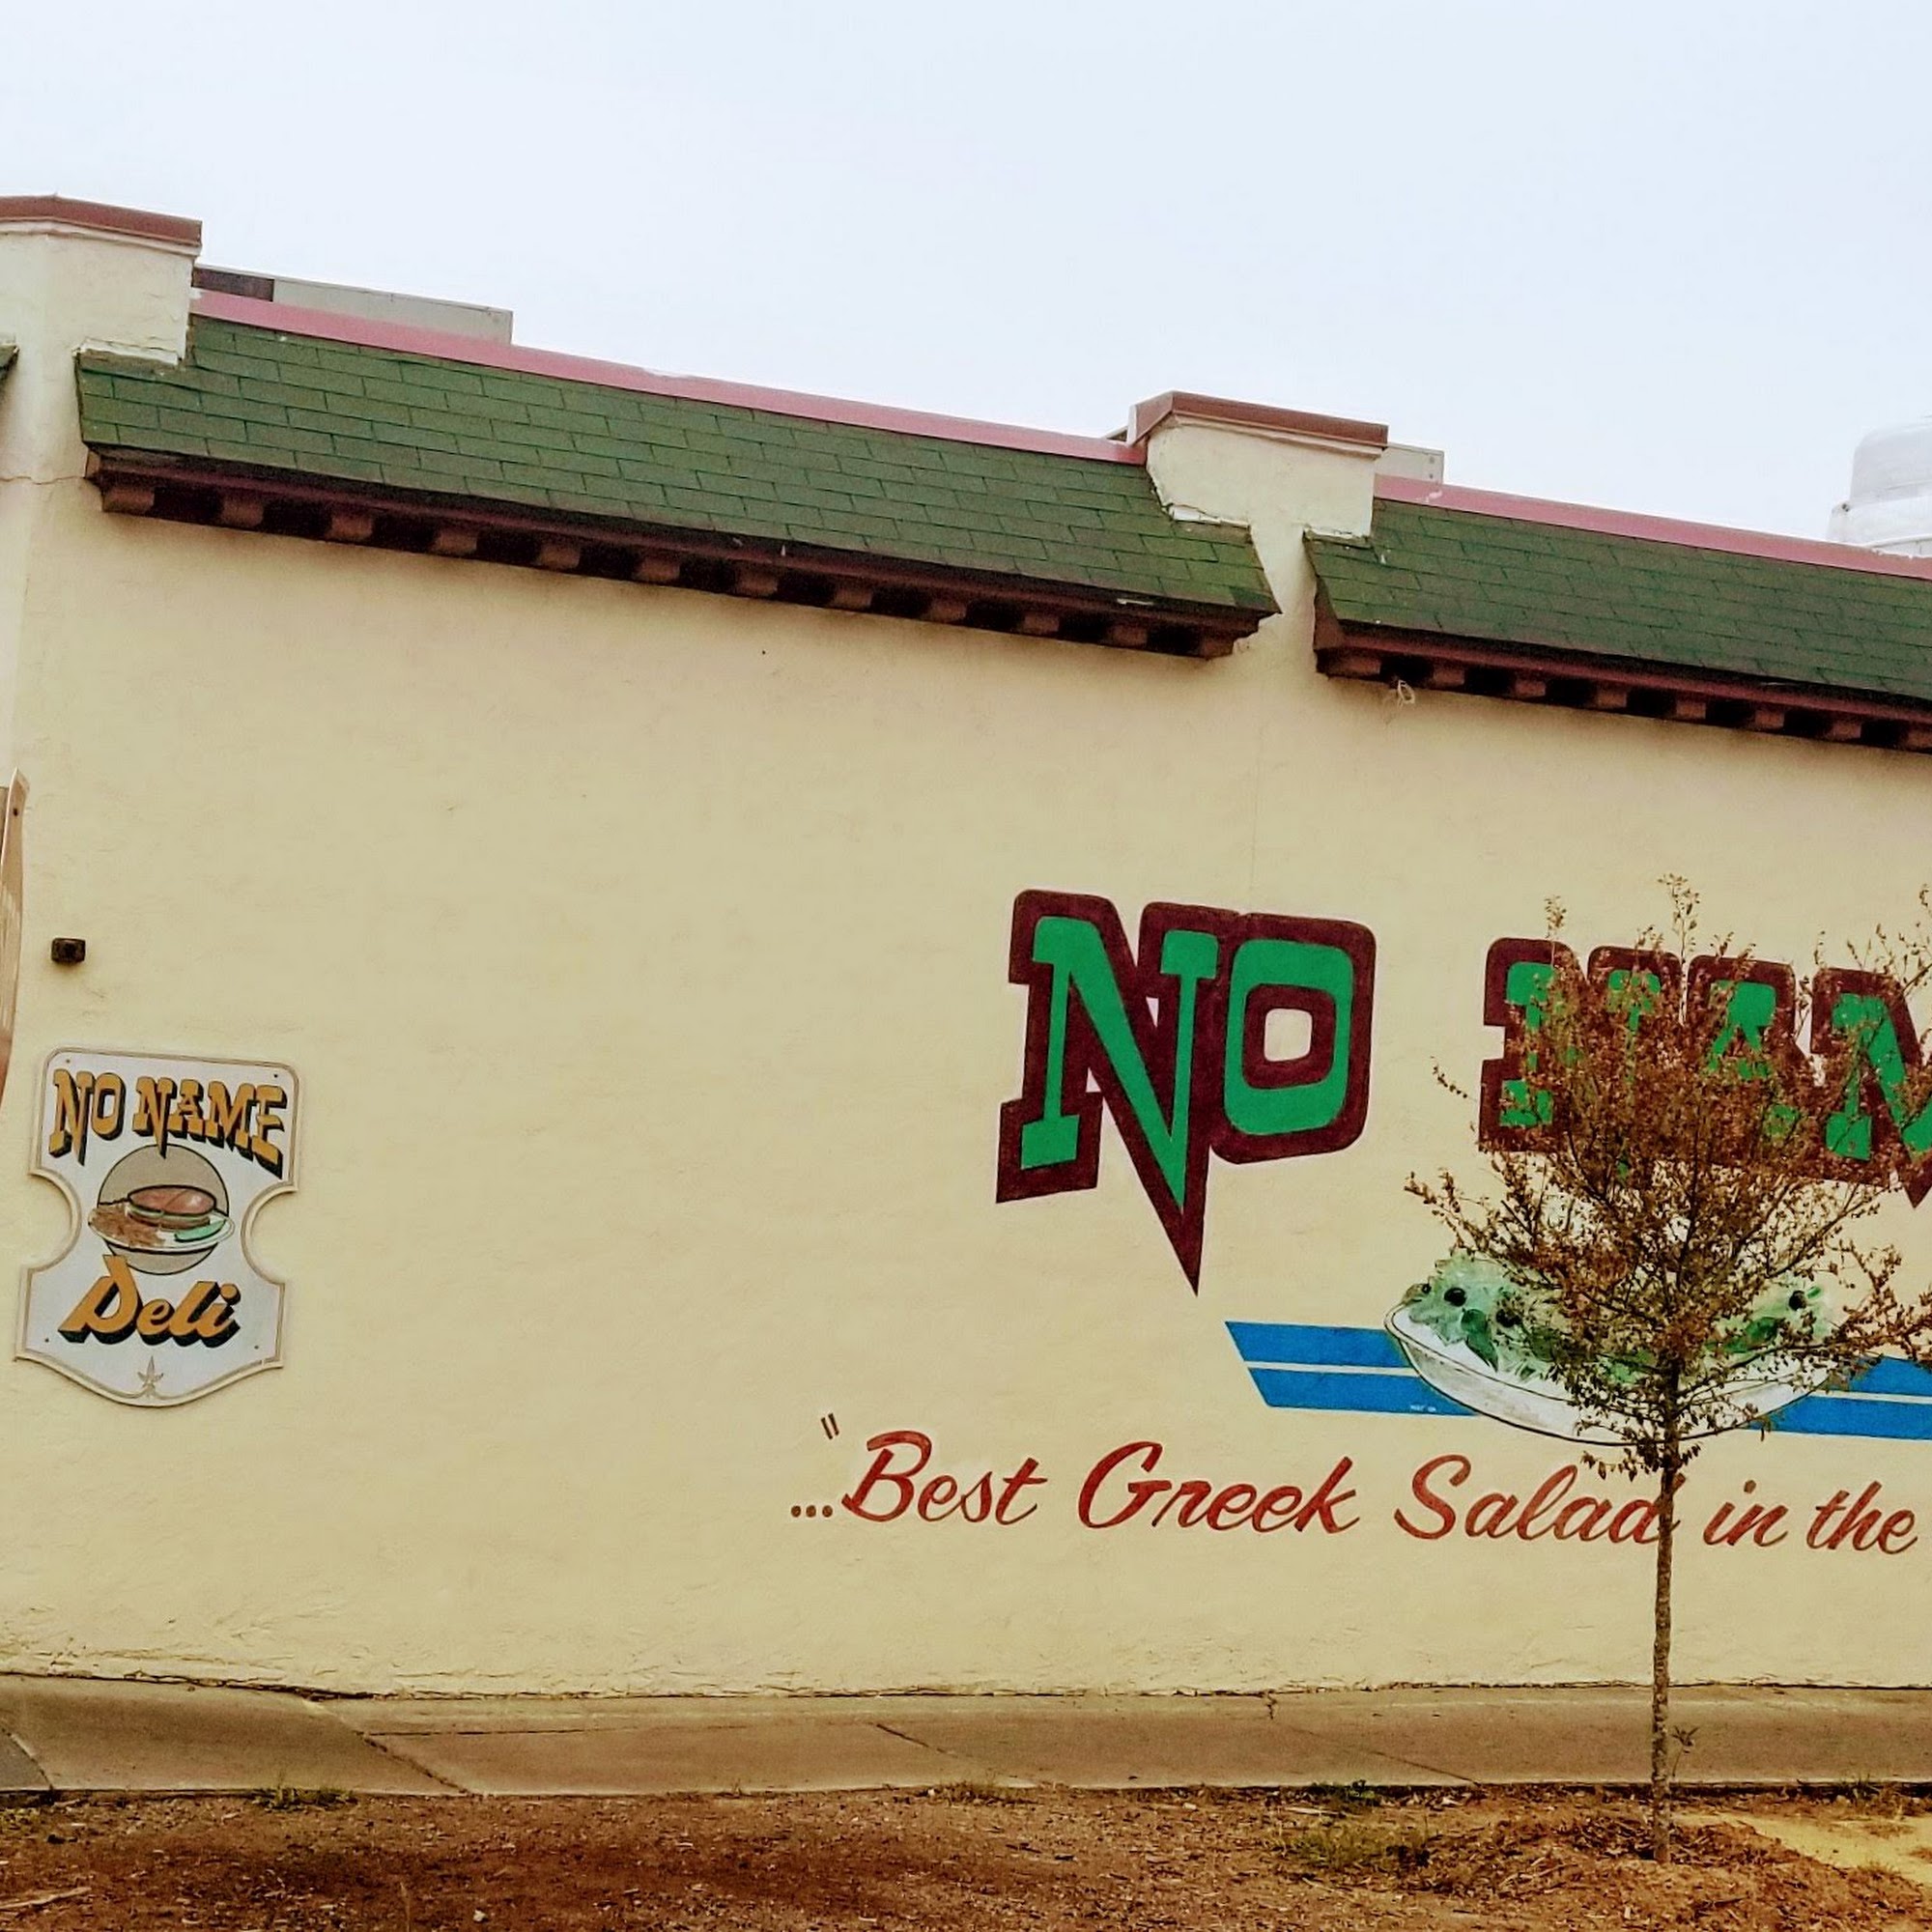 NO NAME
Deli
NO
"
...Best Greek Salad in the